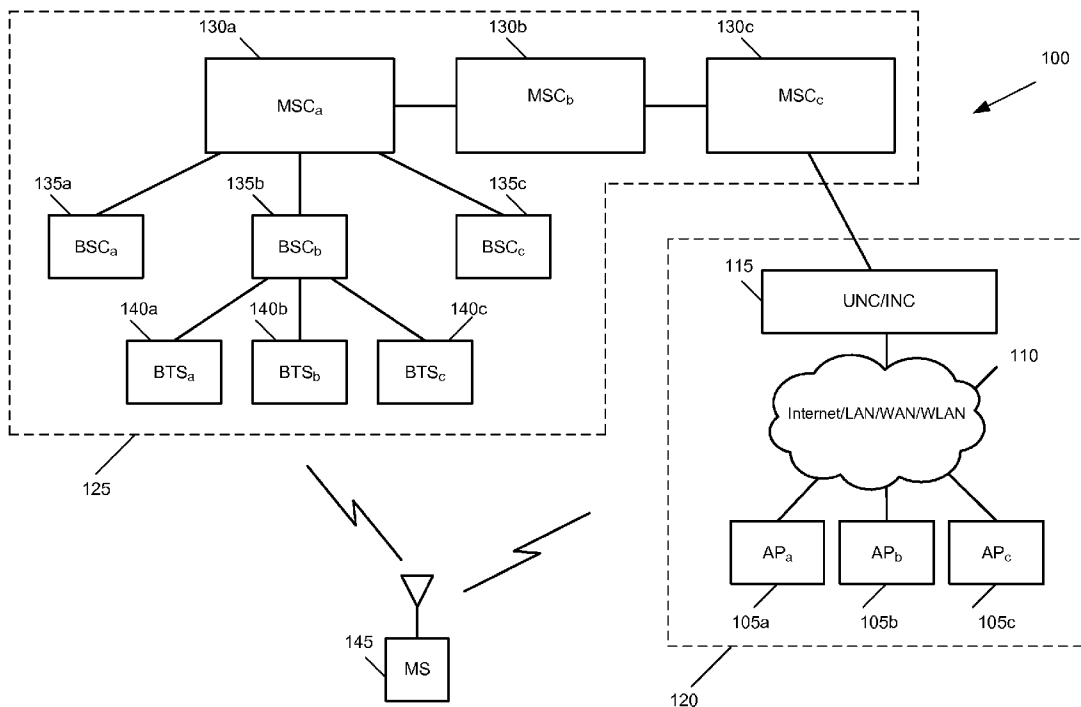 130a 130b 130c
100
MSCa MSCb MSCc
135a 135b 135c
BSCa BSCb BSCc
115
UNC/INC
140a 140b 140c
110
BTSa BTSb BTSc
Internet/LAN/WAN/WLAN
125
APa APb APc
105a 105b 105c
145
MS
120